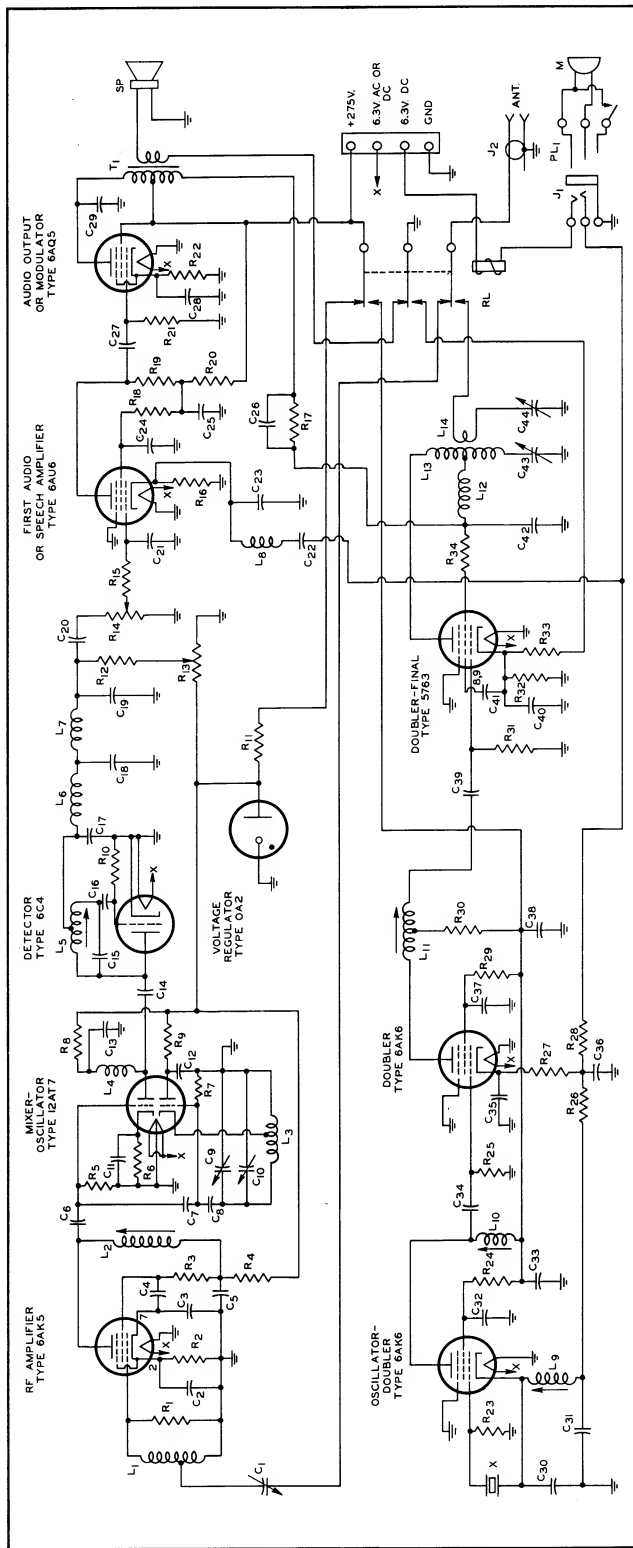 RF AMPLIFIER
TYPE 6AK5
MIXER-
OSCILLATOR
TYPE 12AT7
DETECTOR
TYPE 6C4
FIRST AUDIO
OR SPEECH AMPLIFIER
TYPE 6AU6
AUDIO OUTPUT
OR MODULATOR
TYPE 6AQ5
L1
C1
R1
C2
R2
2
X
7
C3
C4
R3
C5
R4
L2
C6
R5
C11
R6
X
C7
C8
C9
C10
R7
C12
L3
R9
L4
C13
R8
C14
L5
C15
C16
R10
C17
X
L6
C18
L7
C19
R12
R13
C20
R14
R15
C21
X
R16
L8
C22
C23
C24
R18
R19
C25
R20
C26
R17
C27
R21
C28
R22
X
C29
T1
SP
VOLTAGE
REGULATOR
TYPE OA2
R11
+275V.
6.3V. AC OR
DC
6.3V. DC
GND
X
RL
J2
ANT.
J1
PL1
M
OSCILLATOR-
DOUBLER
TYPE 6AK6
DOUBLER
TYPE 6AK6
DOUBLER-FINAL
TYPE 5763
X
C30
R23
X
L9
C31
C32
R24
C33
L10
C34
R25
C35
X
R27
R26
C36
R28
C37
R29
L11
R30
C38
C39
R31
8,9
C41
C40
R32
X
R33
R34
C42
L12
L13
L14
C43
C44